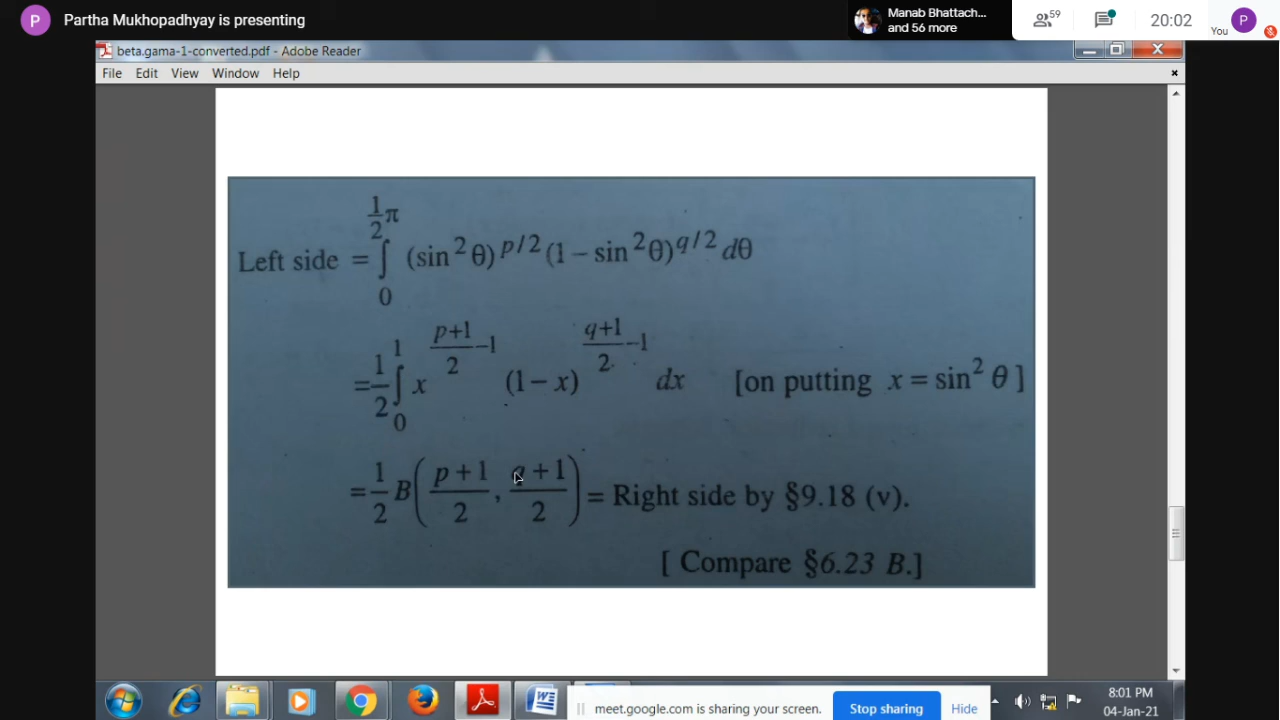 P Partha Mukhopadhyay is presenting
Manab Bhattach...
and 56 more
59
20:02
You
P
beta.gama-1-converted.pdf - Adobe Reader
File Edit View Window Help
Left side = ∫₀^{½π} (sin²θ)^{p/2} (1 – sin²θ)^{q/2} dθ
= ½ ∫₀¹ x^{(p+1)/2 –1} (1 – x)^{(q+1)/2 –1} dx [on putting x = sin² θ ]
= ½ B( (p+1)/2 , (q+1)/2 ) = Right side by §9.18 (v).
[ Compare §6.23 B.]
meet.google.com is sharing your screen.
Stop sharing
Hide
8:01 PM
04-Jan-21